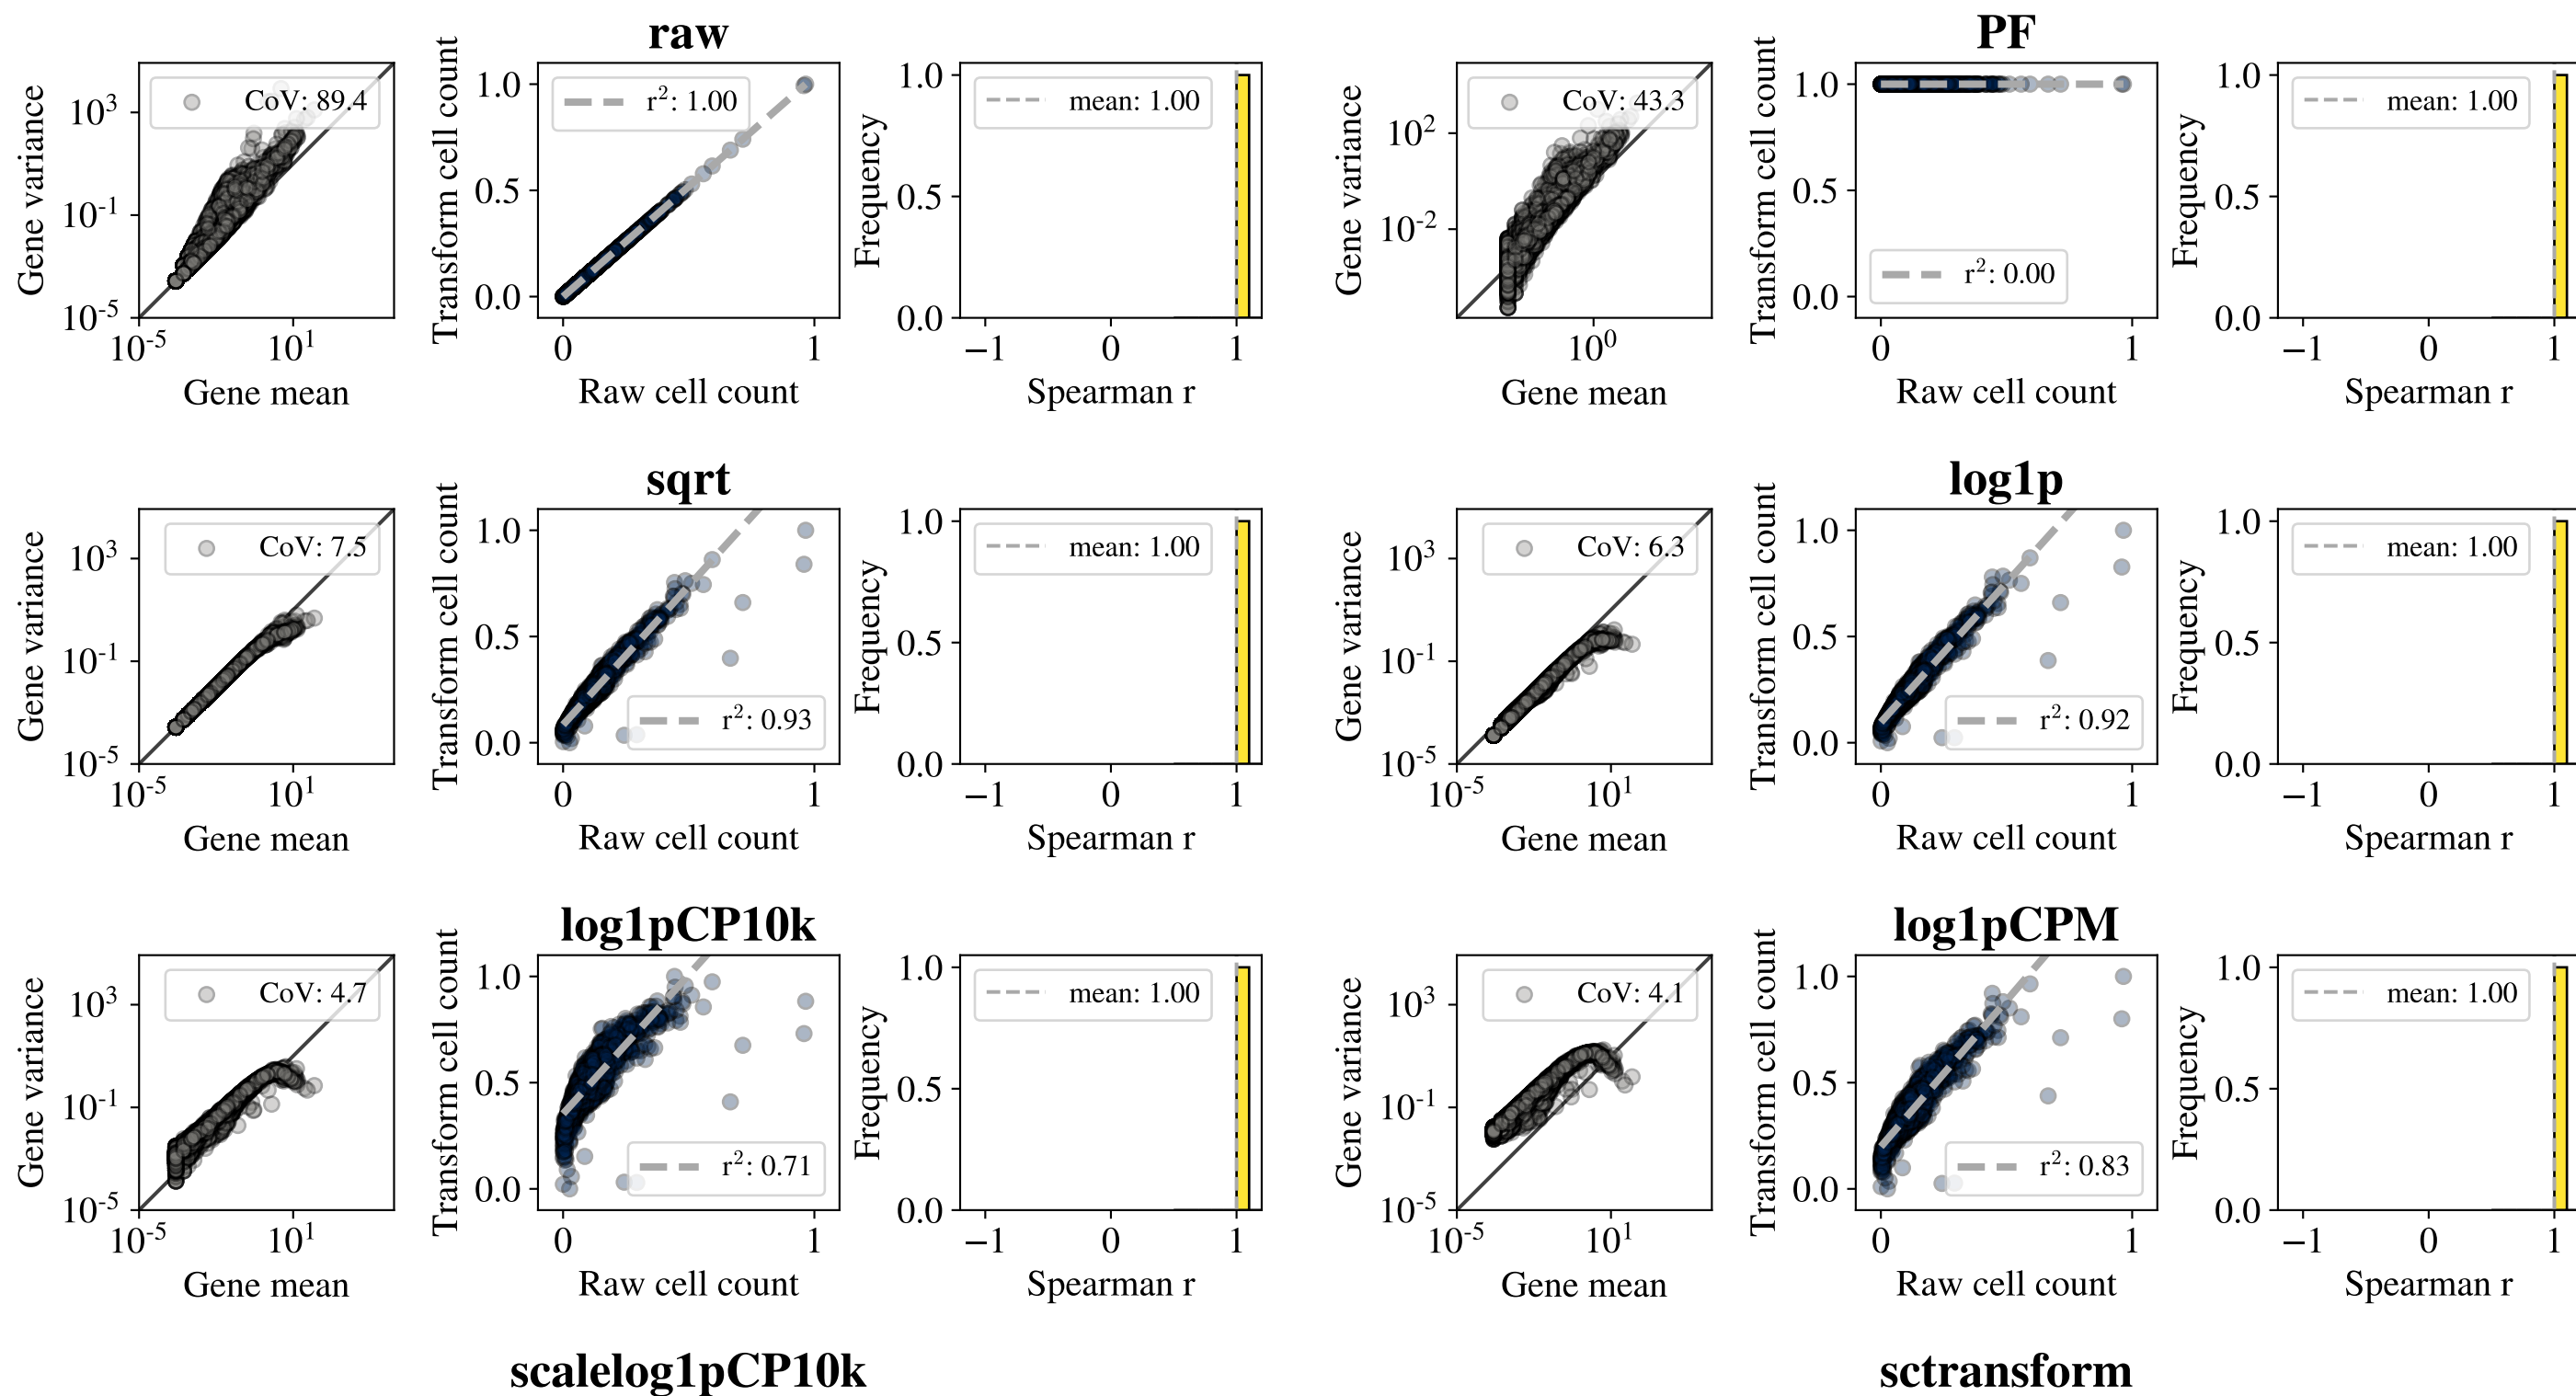 raw
Gene variance
10³
10⁻¹
10⁻⁵
CoV: 89.4
10⁻⁵ 10¹
Gene mean
Transform cell count
1.0
0.5
0.0
r²: 1.00
0 1
Raw cell count
Frequency
1.0
0.5
0.0
mean: 1.00
−1 0 1
Spearman r
PF
Gene variance
10²
10⁻²
CoV: 43.3
10⁰
Gene mean
Transform cell count
1.0
0.5
0.0
r²: 0.00
0 1
Raw cell count
Frequency
1.0
0.5
0.0
mean: 1.00
−1 0 1
Spearman r
sqrt
Gene variance
10³
10⁻¹
10⁻⁵
CoV: 7.5
10⁻⁵ 10¹
Gene mean
Transform cell count
1.0
0.5
0.0
r²: 0.93
0 1
Raw cell count
Frequency
1.0
0.5
0.0
mean: 1.00
−1 0 1
Spearman r
log1p
Gene variance
10³
10⁻¹
10⁻⁵
CoV: 6.3
10⁻⁵ 10¹
Gene mean
Transform cell count
1.0
0.5
0.0
r²: 0.92
0 1
Raw cell count
Frequency
1.0
0.5
0.0
mean: 1.00
−1 0 1
Spearman r
log1pCP10k
Gene variance
10³
10⁻¹
10⁻⁵
CoV: 4.7
10⁻⁵ 10¹
Gene mean
Transform cell count
1.0
0.5
0.0
r²: 0.71
0 1
Raw cell count
Frequency
1.0
0.5
0.0
mean: 1.00
−1 0 1
Spearman r
log1pCPM
Gene variance
10³
10⁻¹
10⁻⁵
CoV: 4.1
10⁻⁵ 10¹
Gene mean
Transform cell count
1.0
0.5
0.0
r²: 0.83
0 1
Raw cell count
Frequency
1.0
0.5
0.0
mean: 1.00
−1 0 1
Spearman r
scalelog1pCP10k
sctransform